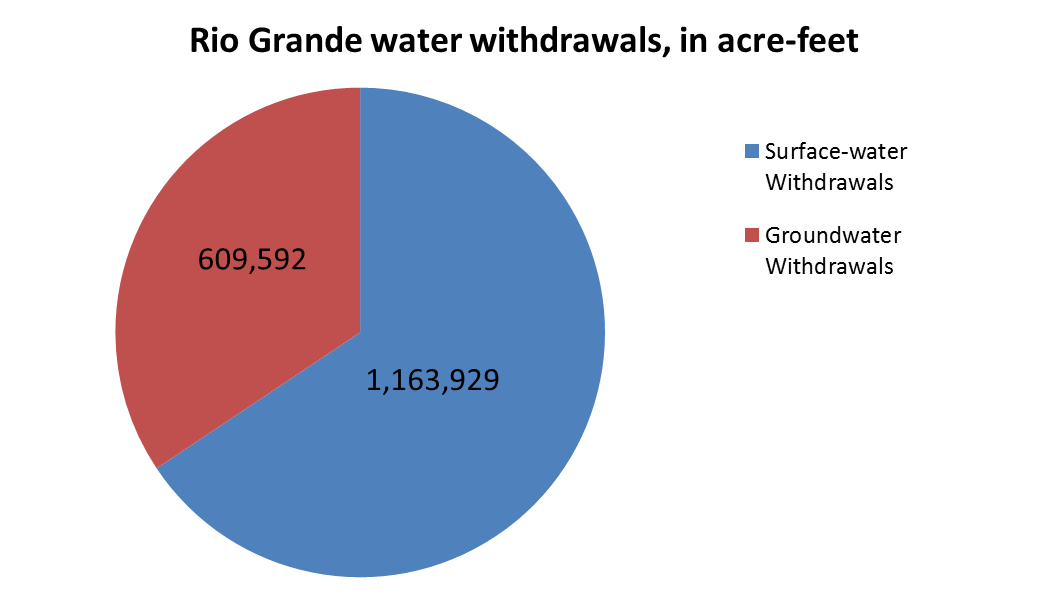 Rio Grande water withdrawals, in acre-feet
Surface-water
Withdrawals
Groundwater
Withdrawals
609,592
1,163,929